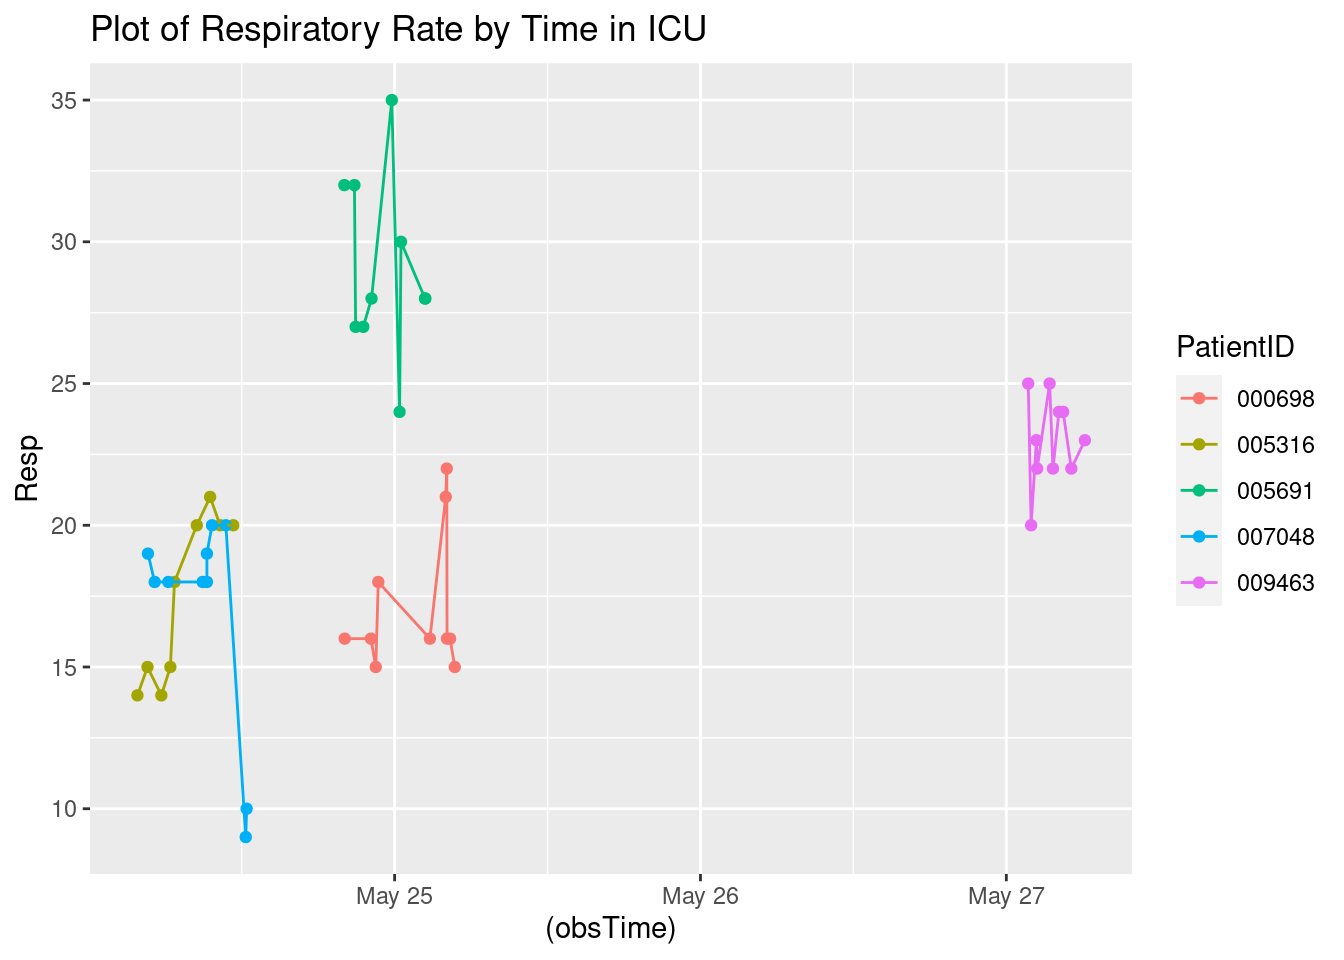 Plot of Respiratory Rate by Time in ICU
35
30
25
20
15
10
Resp
May 25
May 26
May 27
(obsTime)
PatientID
000698
005316
005691
007048
009463